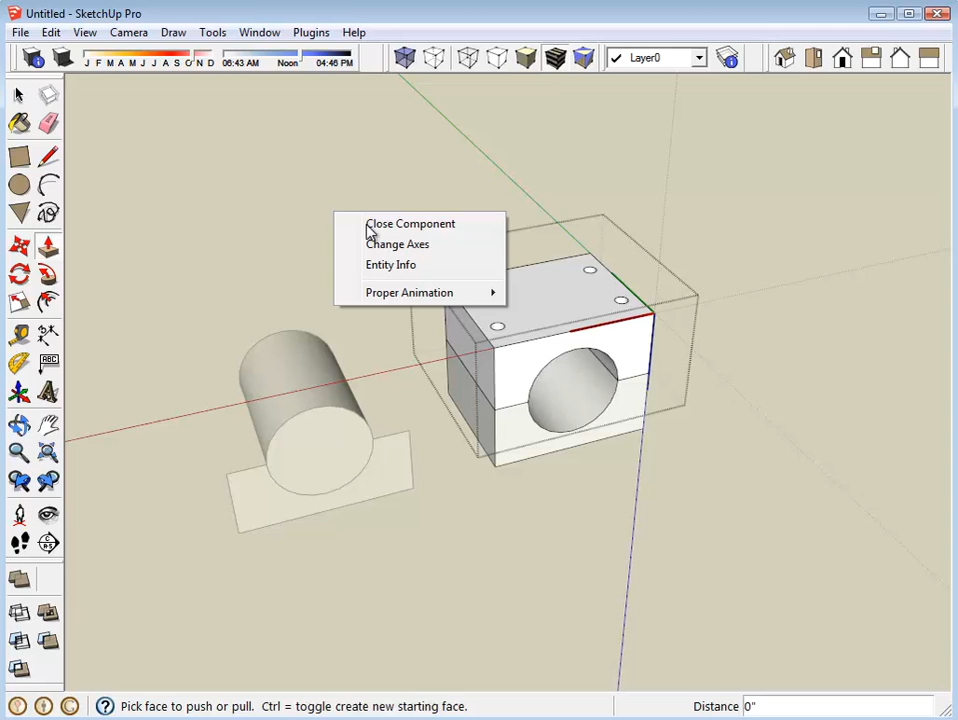 Untitled - SketchUp Pro
File Edit View Camera Draw Tools Window Plugins Help
J F M A M J J A S O N D 06:43 AM Noon 04:46 PM Layer0
ABC
Close Component
Change Axes
Entity Info
Proper Animation
Pick face to push or pull. Ctrl = toggle create new starting face. Distance 0"